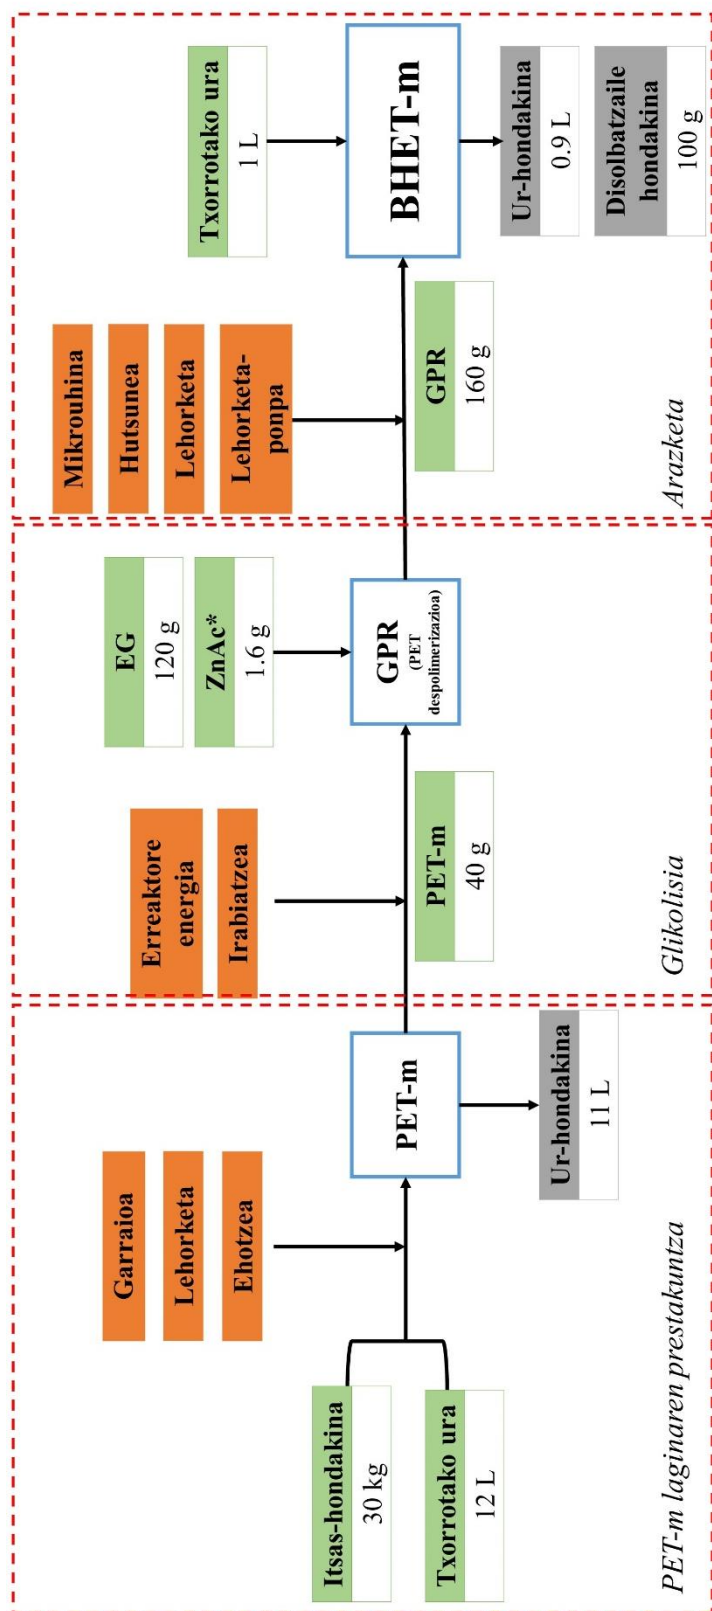 Itsas-hondakina
30 kg
Txorrotako ura
12 L
Garraioa
Lehorketa
Ehotzea
PET-m
Ur-hondakina
11 L
PET-m laginaren prestakuntza
Erreaktore
energia
Irabiatzea
PET-m
40 g
EG
120 g
ZnAc*
1.6 g
GPR
(PET
despolimerizazioa)
Glikolisia
Mikrouhina
Hutsunea
Lehorketa
Lehorketa-
ponpa
GPR
160 g
Txorrotako ura
1 L
BHET-m
Ur-hondakina
0.9 L
Disolbatzaile
hondakina
100 g
Arazketa